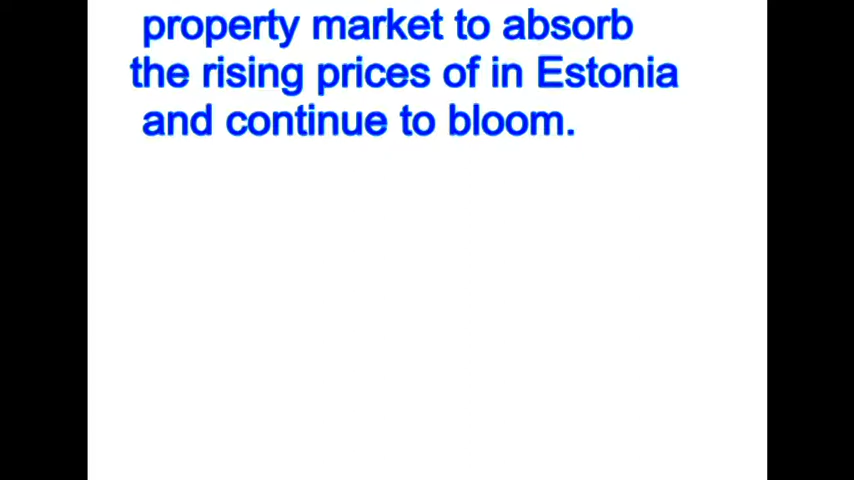 property market to absorb
the rising prices of in Estonia
and continue to bloom.